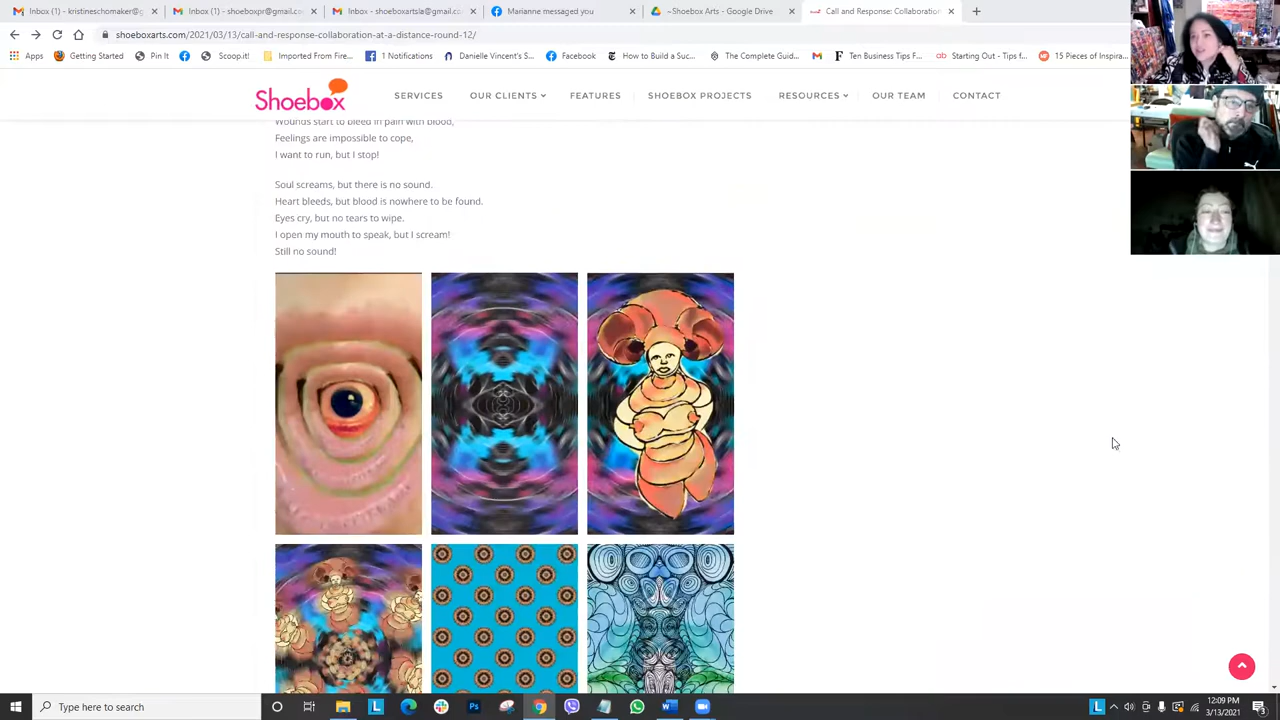 Inbox (1) - kristineschomaker@g
Inbox (1) - shoeboxpr@gmail.co
Inbox (1) - shoeboxartsla@gmail.c
Marianne messaged you
~Shoebox Arts - Google Drive
Call and Response: Collaboration
shoeboxarts.com/2021/03/13/call-and-response-collaboration-at-a-distance-round-12/
Apps
Getting Started
Pin It
Scoop.it
Imported From Fire...
1 Notifications
Danielle Vincent's S...
Facebook
How to Build a Suc...
The Complete Guid...
Ten Business Tips F...
Starting Out - Tips f...
15 Pieces of Inspira...
Shoebox
SERVICES
OUR CLIENTS
FEATURES
SHOEBOX PROJECTS
RESOURCES
OUR TEAM
CONTACT
Wounds start to bleed in pain with blood,
Feelings are impossible to cope,
I want to run, but I stop!
Soul screams, but there is no sound.
Heart bleeds, but blood is nowhere to be found.
Eyes cry, but no tears to wipe.
I open my mouth to speak, but I scream!
Still no sound!
Type here to search
12:09 PM
3/13/2021